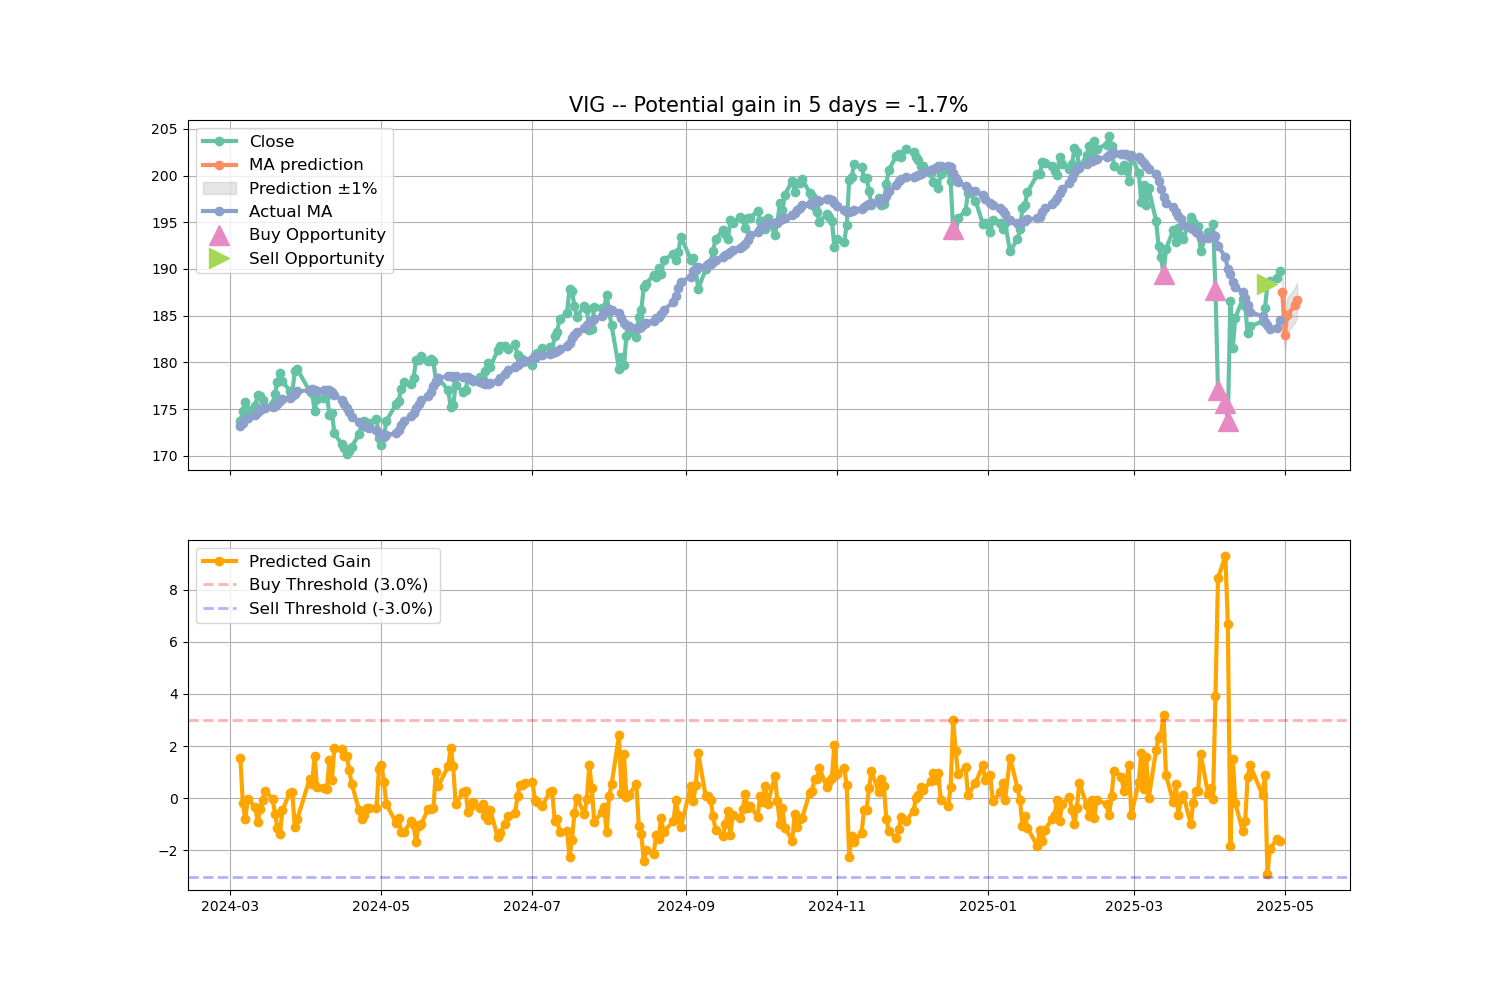 VIG -- Potential gain in 5 days = -1.7%
205
200
195
190
185
180
175
170
Close
MA prediction
Prediction ±1%
Actual MA
Buy Opportunity
Sell Opportunity
8
6
4
2
0
−2
Predicted Gain
Buy Threshold (3.0%)
Sell Threshold (-3.0%)
2024-03
2024-05
2024-07
2024-09
2024-11
2025-01
2025-03
2025-05